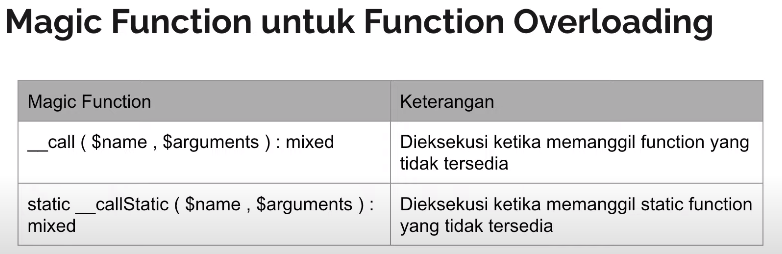 Magic Function untuk Function Overloading
Magic Function
Keterangan
__call ( $name , $arguments ) : mixed
Dieksekusi ketika memanggil function yang
tidak tersedia
static __callStatic ( $name , $arguments ) :
mixed
Dieksekusi ketika memanggil static function
yang tidak tersedia